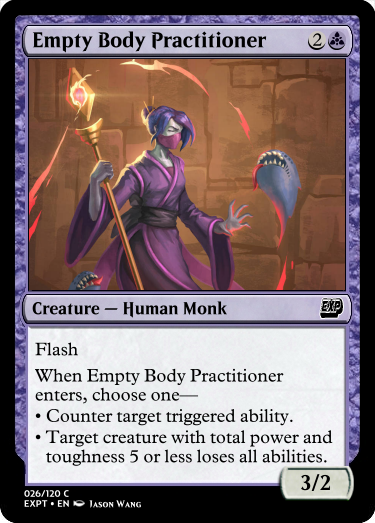 Empty Body Practitioner 2
Creature — Human Monk EXP
Flash
When Empty Body Practitioner
enters, choose one—
• Counter target triggered ability.
• Target creature with total power and
toughness 5 or less loses all abilities.
3/2
026/120 C
EXPT • EN Jason Wang